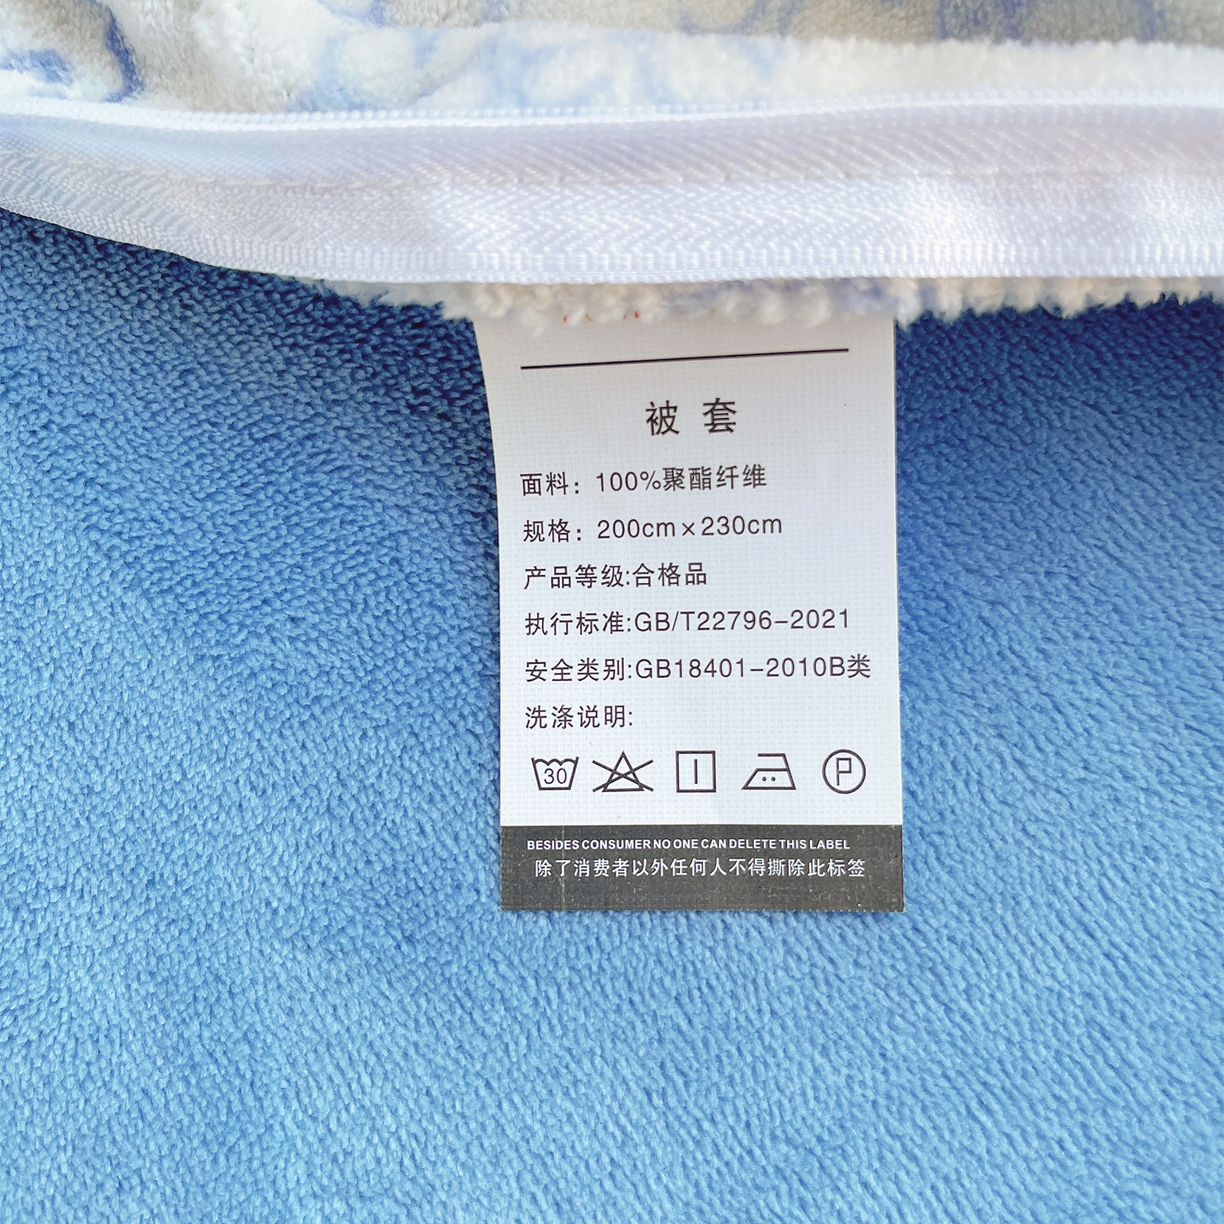 被套
面料：100%聚酯纤维
规格：200cm×230cm
产品等级:合格品
执行标准:GB/T22796-2021
安全类别:GB18401-2010B类
洗涤说明:
30 P
BESIDES CONSUMER NO ONE CAN DELETE THIS LABEL
除了消费者以外任何人不得撕除此标签